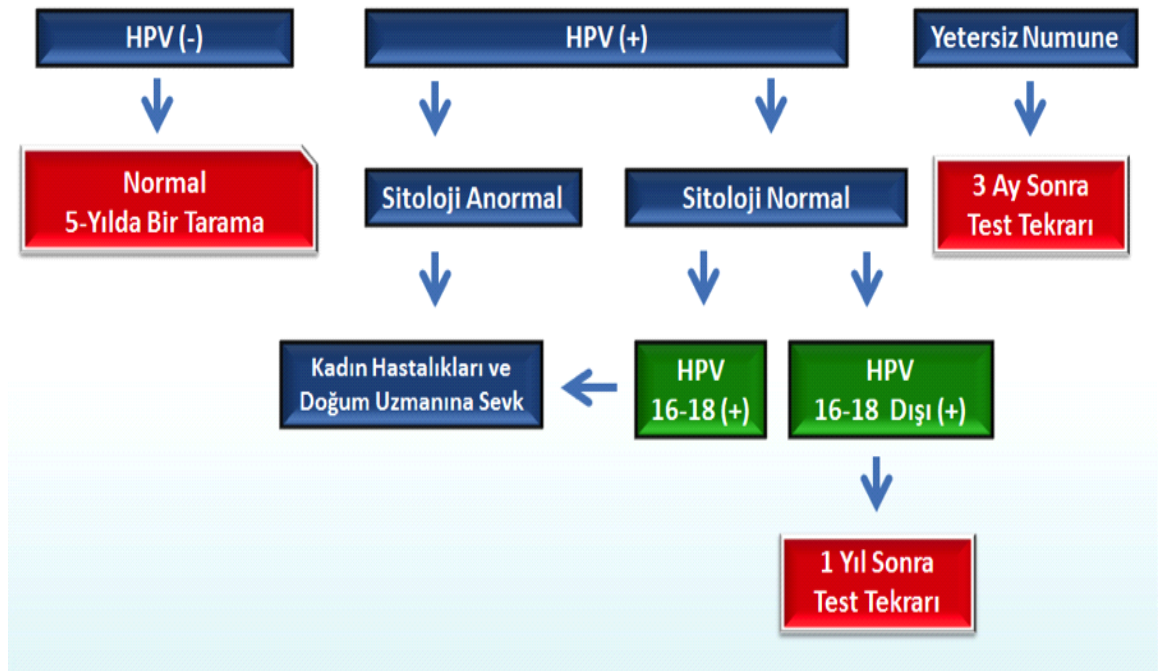 HPV (-)
HPV (+)
Yetersiz Numune
Normal
5-Yılda Bir Tarama
Sitoloji Anormal
Sitoloji Normal
3 Ay Sonra
Test Tekrarı
Kadın Hastalıkları ve
Doğum Uzmanına Sevk
HPV
16-18 (+)
HPV
16-18 Dışı (+)
1 Yıl Sonra
Test Tekrarı